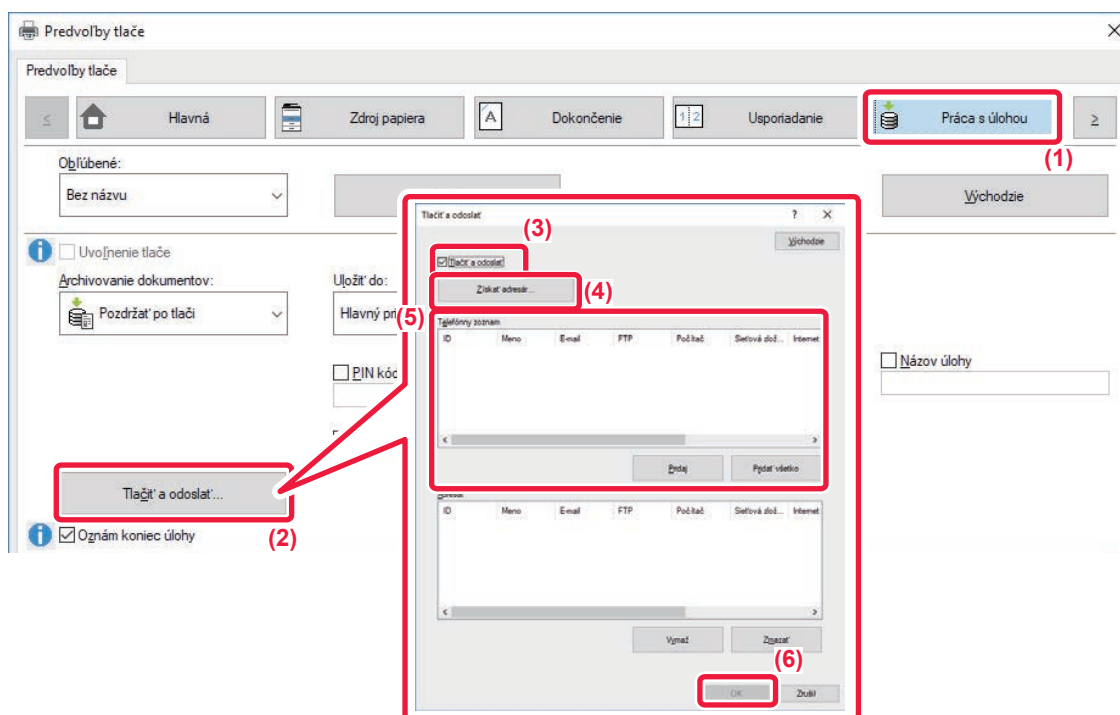 Predvoľby tlače
Predvoľby tlače
< Hlavná Zdroj papiera Dokončenie 1 2 Usporiadanie Práca s úlohou >
(1)
Obľúbené:
Bez názvu
Východzie
Tlačiť a odoslať ? X
Východzie
(3)
Tlačiť a odoslať
Získať adresár...
(4)
Uvoľnenie tlače
Archivovanie dokumentov:
Uložiť do:
Pozdržať po tlači
Hlavný
(5)
Telefónny zoznam
ID Meno E-mail FTP Počítač Sieťová zlož... Internet
PIN kód
Názov úlohy
Pridaj Pridať všetko
Tlačiť a odoslať...
(2)
Oznám koniec úlohy
ID Meno E-mail FTP Počítač Sieťová zlož... Internet
Vymaž Zmazať
(6)
OK Zrušiť